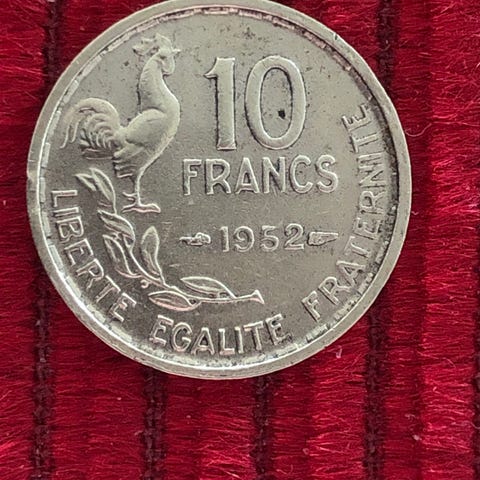 10
FRANCS
1952
LIBERTE EGALITE FRATERNITE